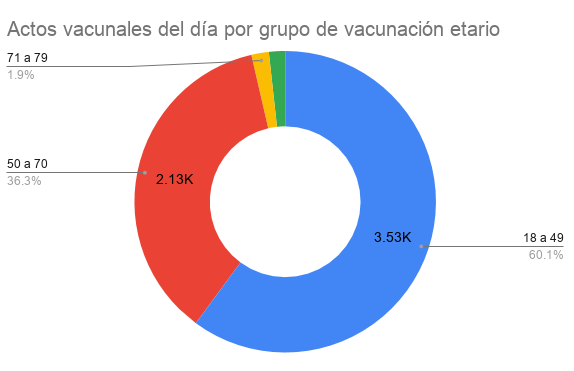 Actos vacunales del día por grupo de vacunación etario
71 a 79
1.9%
50 a 70
36.3%
2.13K
3.53K
18 a 49
60.1%